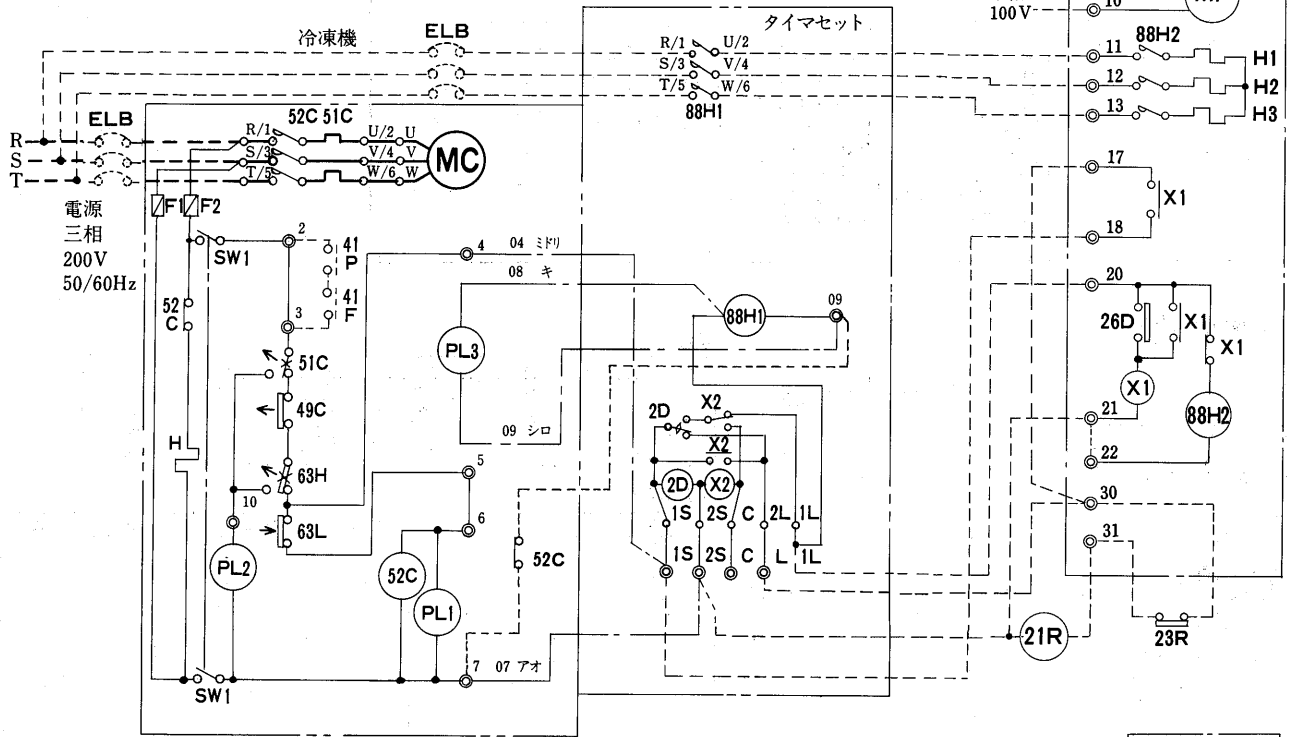 タイマセット
100V
10
冷凍機
ELB
R/1 U/2
S/3 V/4
T/5 W/6
88H1
11 88H2 H1
12 H2
13 H3
ELB
52C 51C
R
S
T
R/1 U/2 U
S/3 V/4 V
T/5 W/6 W
MC
電源
三相
200V
50/60Hz
F1 F2
SW1
2
41
P
41
F
3
52
C
51C
49C
H
63H
10
63L
PL2
4 04 ミドリ
08 キ
PL3
09 シロ
5
6
52C
PL1
52C
7 07 アオ
SW1
88H1
09
2D X2
X2
2D X2
1S 2S C 2L 1L
1S 2S C L 1L
17
X1
18
20
26D X1 X1
X1
88H2
21
22
30
31
21R
23R